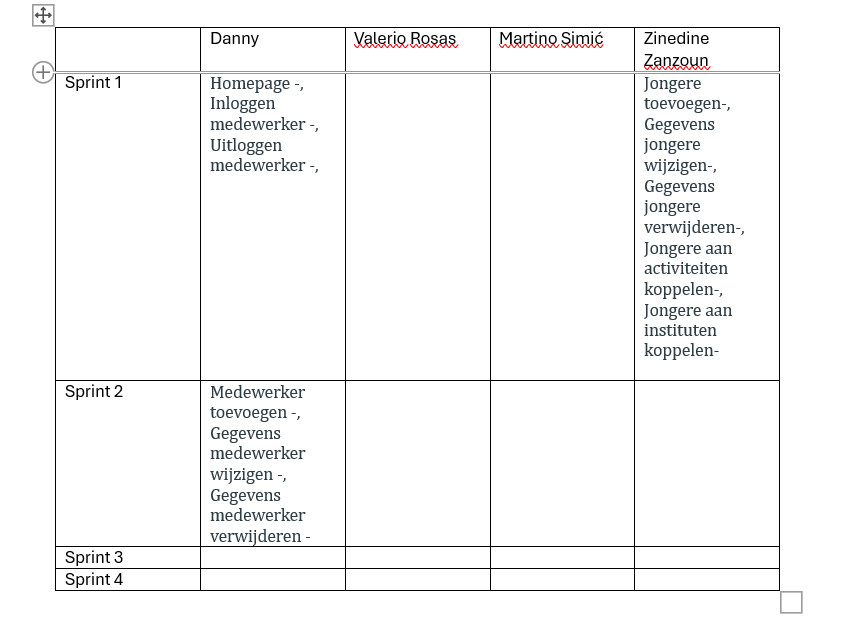 Danny
Valerio Rosas
Martino Simić
Zinedine
Zanzoun
Sprint 1
Homepage -,
Inloggen
medewerker -,
Uitloggen
medewerker -,
Jongere
toevoegen-,
Gegevens
jongere
wijzigen-,
Gegevens
jongere
verwijderen-,
Jongere aan
activiteiten
koppelen-,
Jongere aan
instituten
koppelen-
Sprint 2
Medewerker
toevoegen -,
Gegevens
medewerker
wijzigen -,
Gegevens
medewerker
verwijderen -
Sprint 3
Sprint 4